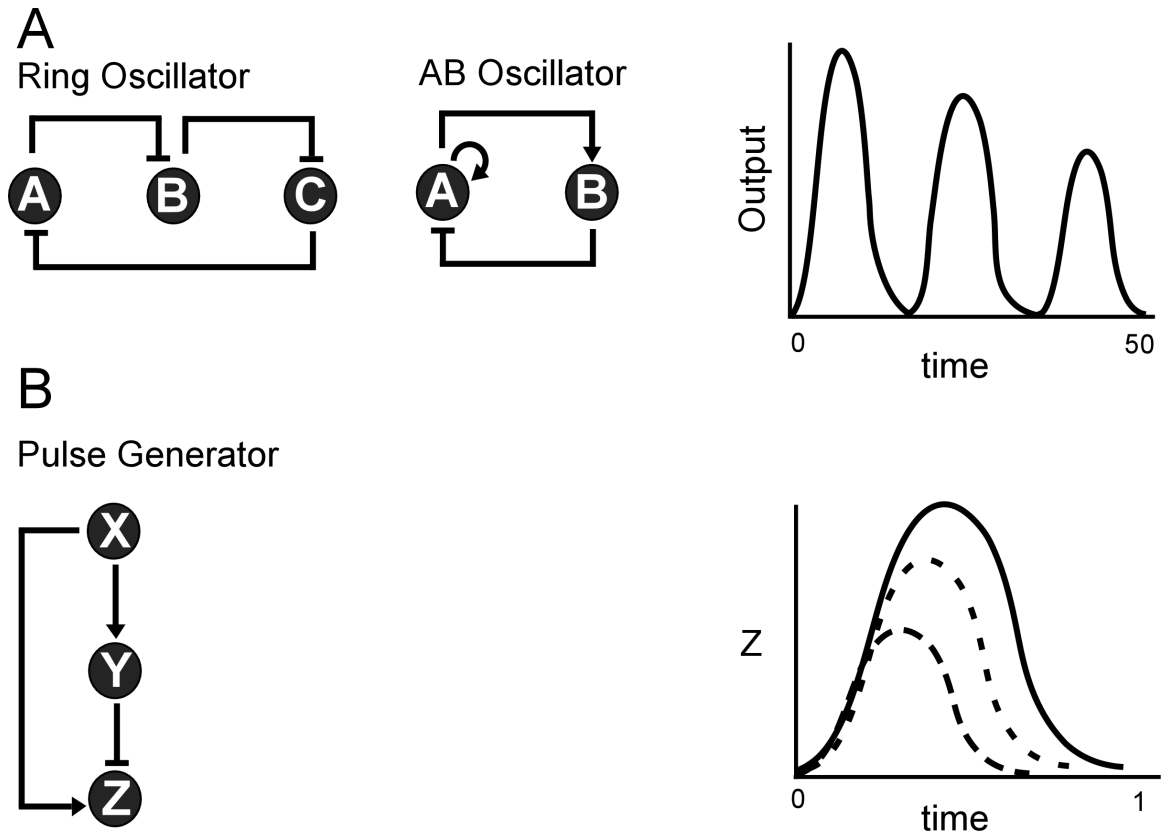 A
Ring Oscillator
AB Oscillator
A
B
C
A
B
Output
0
50
time
B
Pulse Generator
X
Y
Z
Z
0
1
time